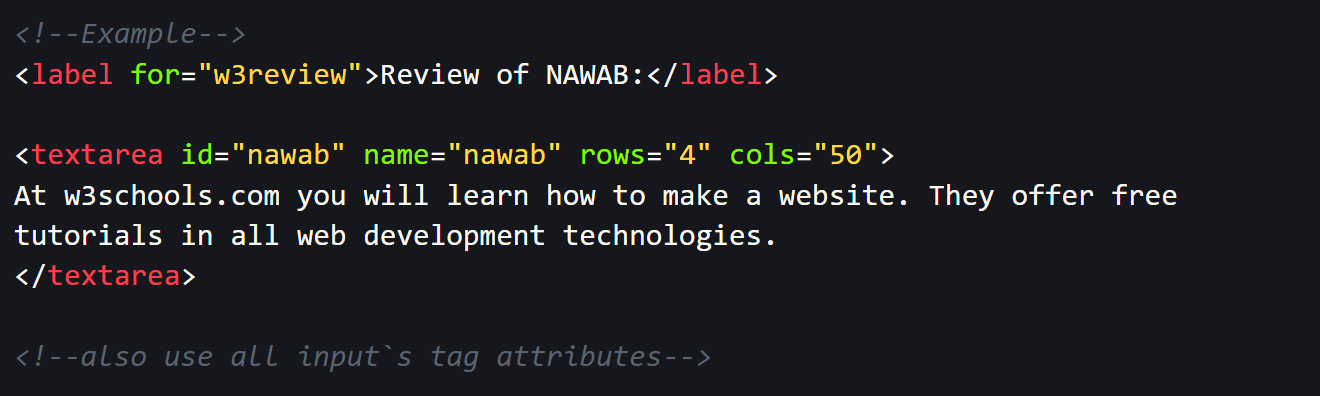 <!--Example-->
<label for="w3review">Review of NAWAB:</label>
<textarea id="nawab" name="nawab" rows="4" cols="50">
At w3schools.com you will learn how to make a website. They offer free
tutorials in all web development technologies.
</textarea>
<!--also use all input`s tag attributes-->